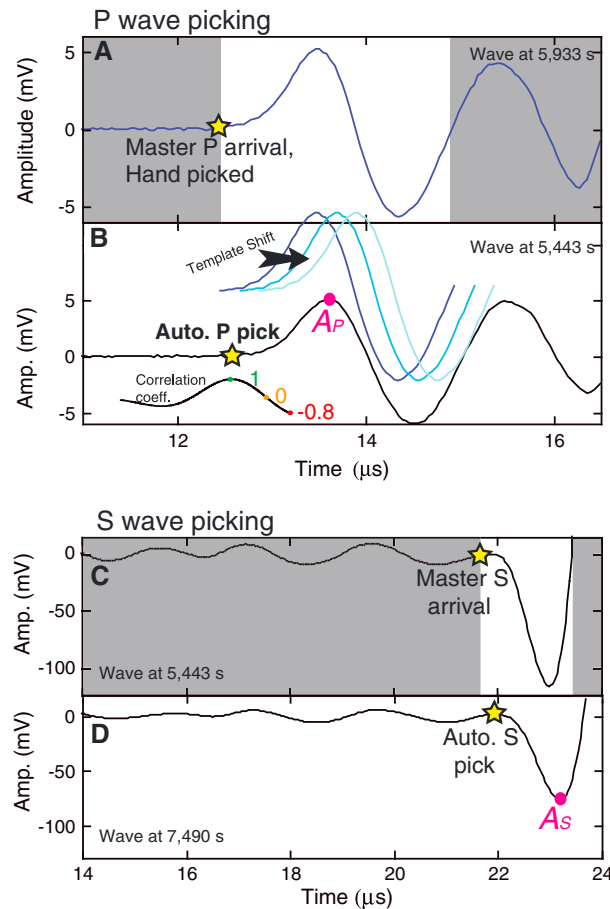 P wave picking
A
Wave at 5,933 s
5
0
-5
Amplitude (mV)
Master P arrival,
Hand picked
B
Wave at 5,443 s
Template Shift
5
0
-5
Amp. (mV)
AP
Auto. P pick
Correlation
coeff.
1
0
-0.8
12
14
16
Time (μs)
S wave picking
C
0
-50
-100
Amp. (mV)
Master S
arrival
Wave at 5,443 s
D
0
-50
-100
Amp. (mV)
Auto. S
pick
AS
Wave at 7,490 s
14
16
18
20
22
24
Time (μs)